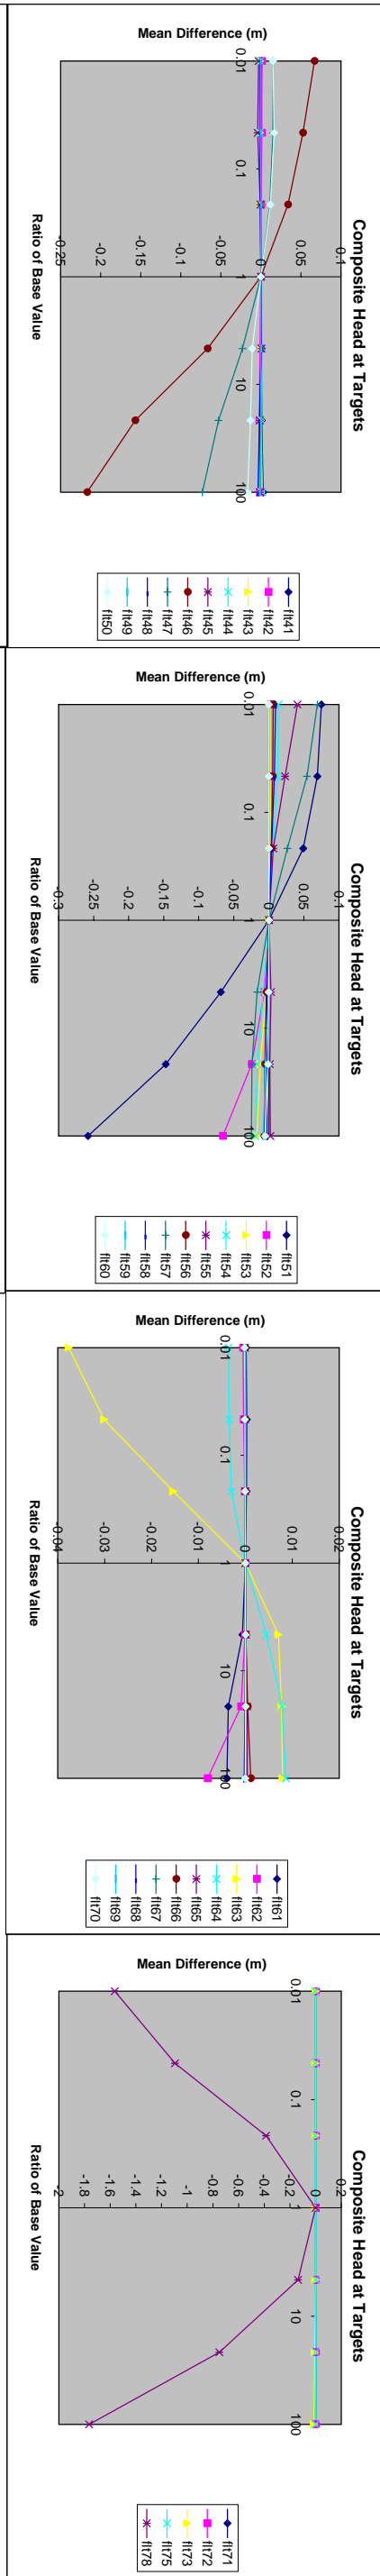 Composite Head at Targets
Mean Difference (m)
0.1
0.05
0
-0.05
-0.1
-0.15
-0.2
-0.25
0.01
0.1
1
10
100
Ratio of Base Value
flt41
flt42
flt43
flt44
flt45
flt46
flt47
flt48
flt49
flt50
Composite Head at Targets
Mean Difference (m)
0.1
0.05
0
-0.05
-0.1
-0.15
-0.2
-0.25
-0.3
0.01
0.1
1
10
100
Ratio of Base Value
flt51
flt52
flt53
flt54
flt55
flt56
flt57
flt58
flt59
flt60
Composite Head at Targets
Mean Difference (m)
0.02
0.01
0
-0.01
-0.02
-0.03
-0.04
0.01
0.1
1
10
100
Ratio of Base Value
flt61
flt62
flt63
flt64
flt65
flt66
flt67
flt68
flt69
flt70
Composite Head at Targets
Mean Difference (m)
0.2
0
-0.2
-0.4
-0.6
-0.8
-1
-1.2
-1.4
-1.6
-1.8
-2
0.01
0.1
1
10
100
Ratio of Base Value
flt71
flt72
flt73
flt75
flt78